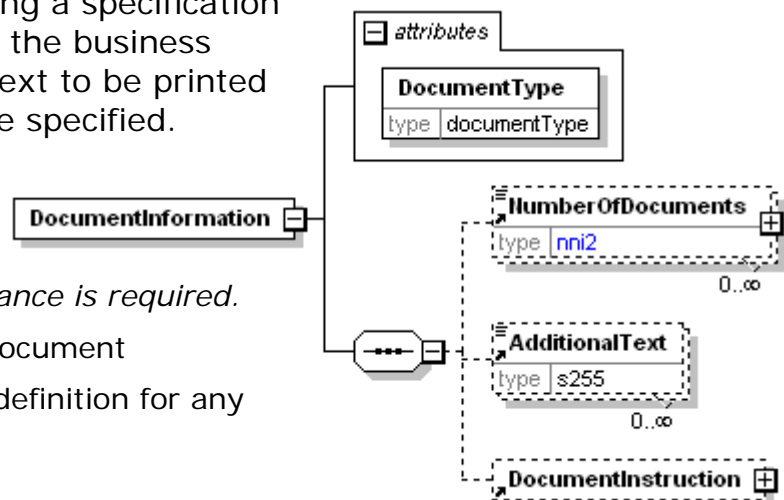 ng a specification
the business
ext to be printed
e specified.
attributes
DocumentType
type documentType
DocumentInformation
NumberOfDocuments
type nni2
0..∞
ance is required.
ocument
definition for any
AdditionalText
type s255
0..∞
DocumentInstruction